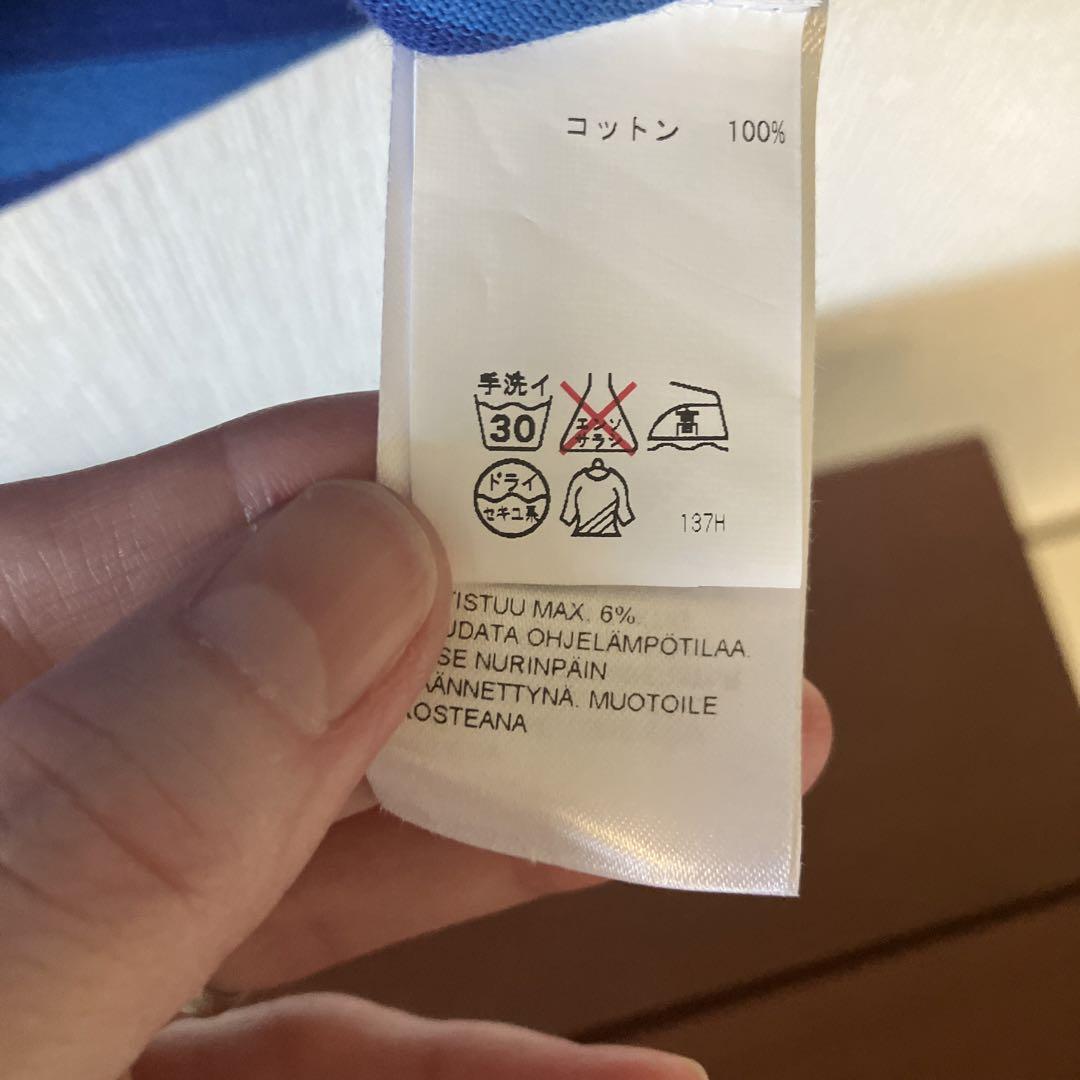 コットン 100%
手洗イ
30
エンソ
サラシ
高
ドライ
セキユ系
137H
TISTUU MAX. 6%.
UDATA OHJELÄMPÖTILAA.
SE NURINPÄIN
ÄÄNNETTYNÄ. MUOTOILE
KOSTEANA